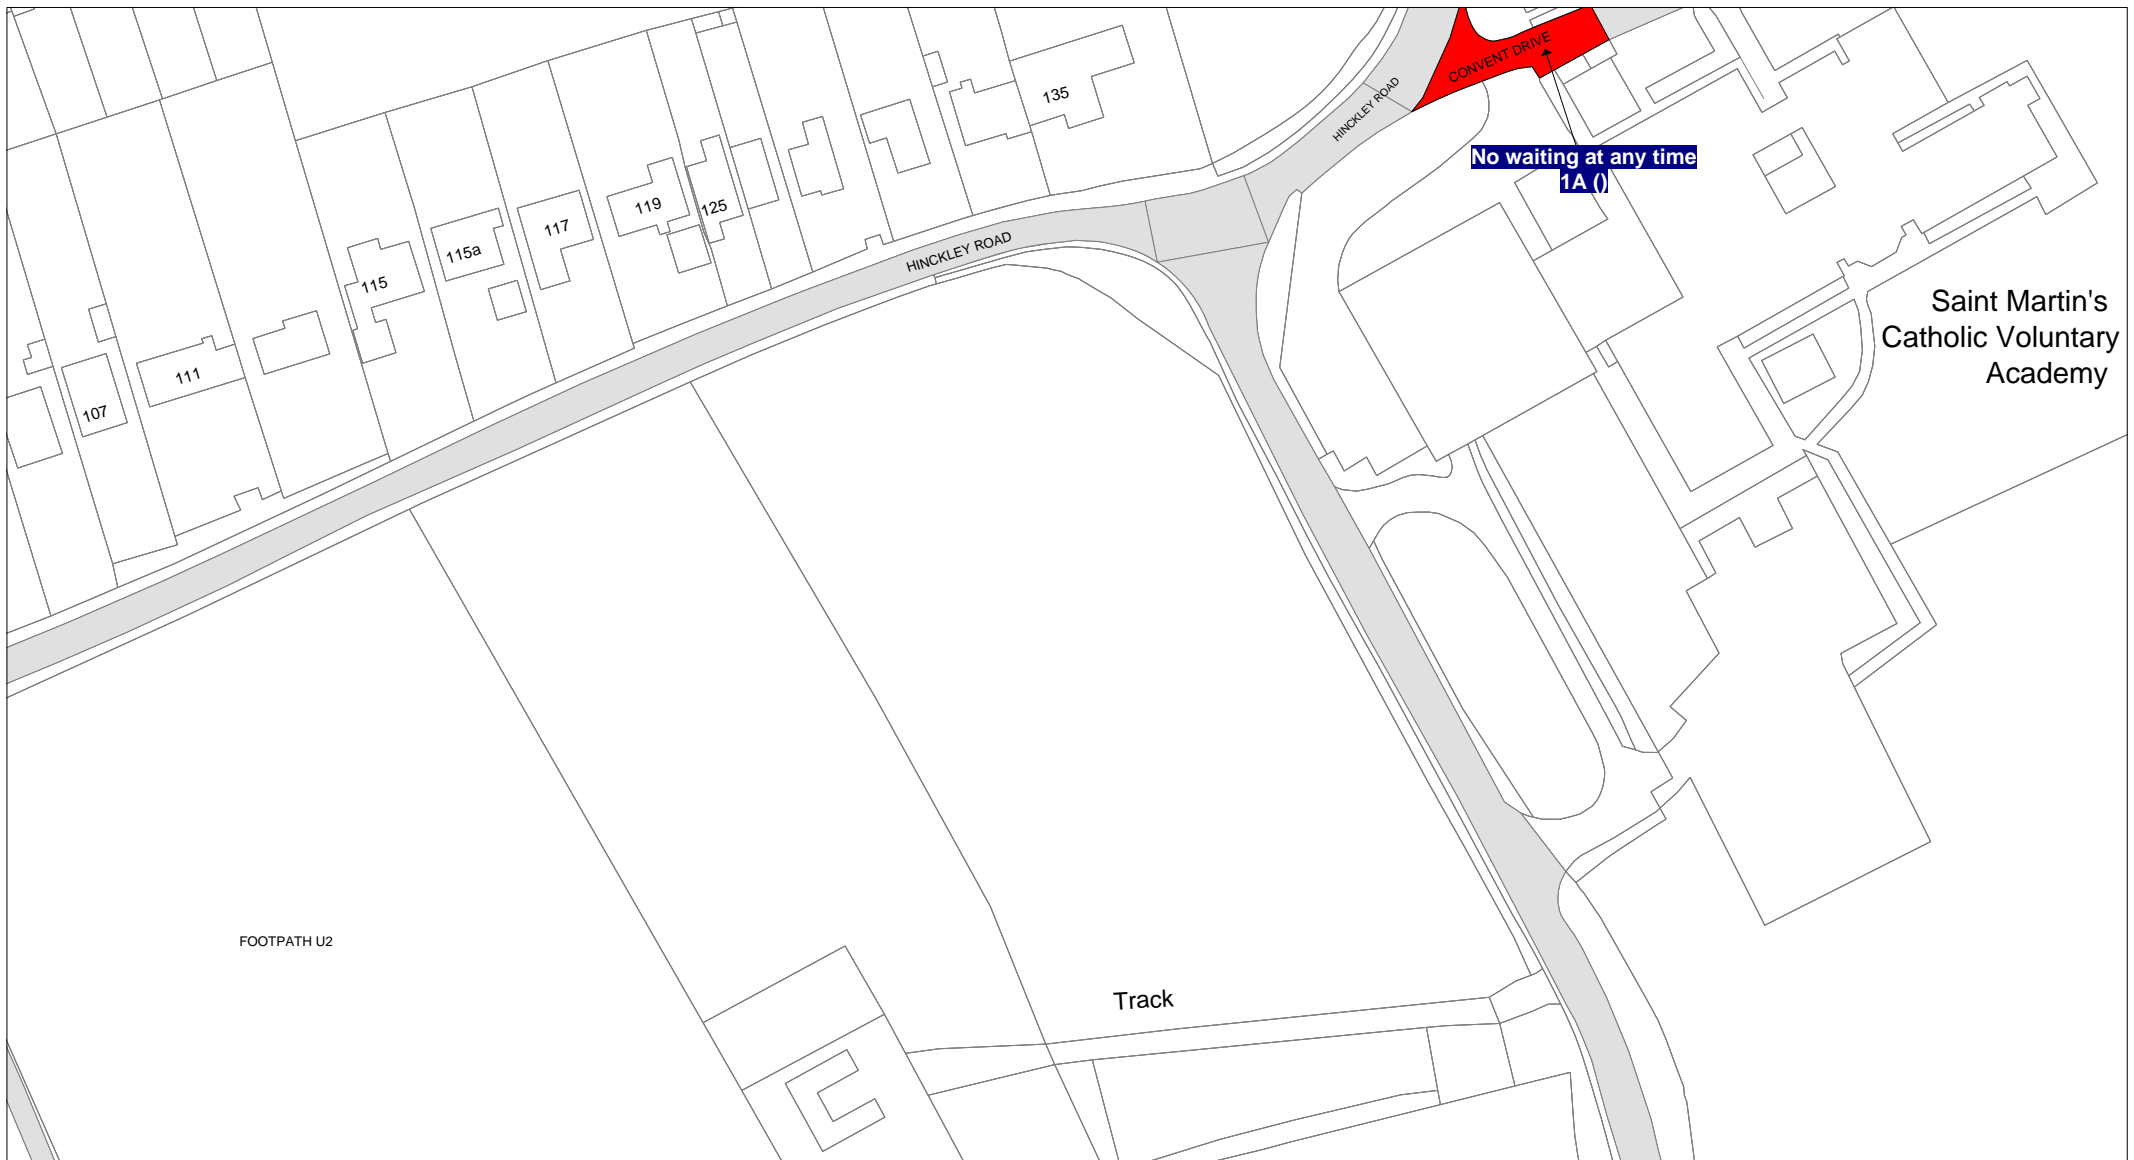 CONVENT DRIVE
HINCKLEY ROAD
135
No waiting at any time
1A ()
119
125
117
115a
HINCKLEY ROAD
115
Saint Martin's
Catholic Voluntary
Academy
111
107
FOOTPATH U2
Track